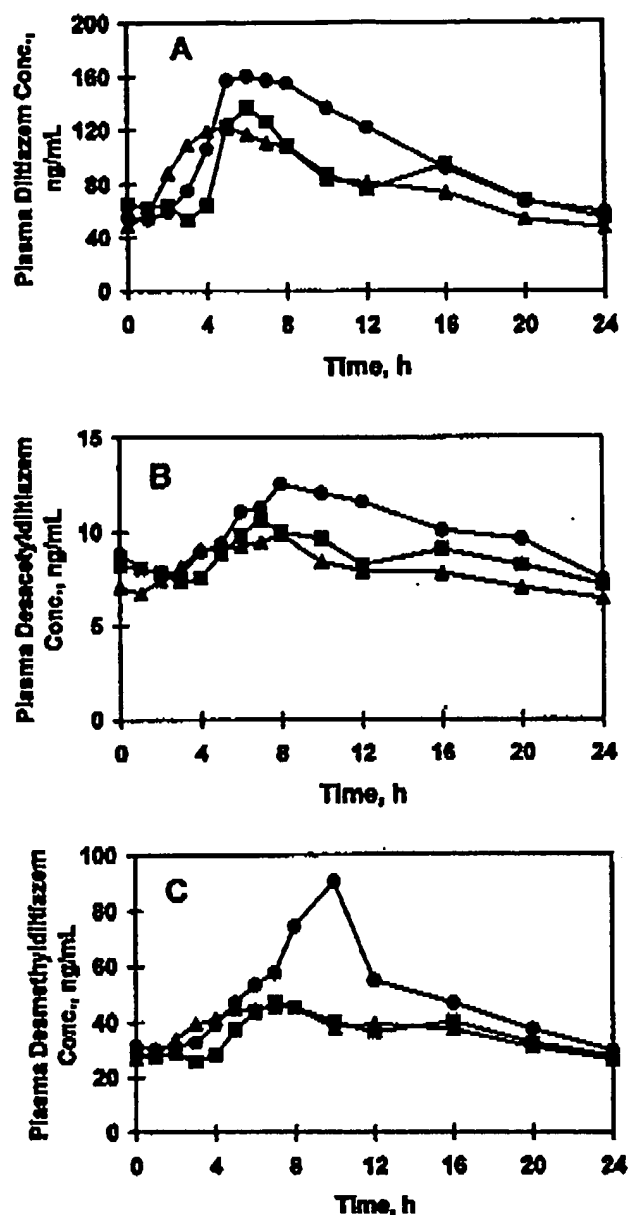 A
Plasma Diltiazem Conc.,
ng/mL
200
160
120
80
40
0
0 4 8 12 16 20 24
Time, h
B
Plasma Desacetyldiltiazem
Conc., ng/mL
15
10
5
0
0 4 8 12 16 20 24
Time, h
C
Plasma Desmethyldiltiazem
Conc., ng/mL
100
80
60
40
20
0
0 4 8 12 16 20 24
Time, h